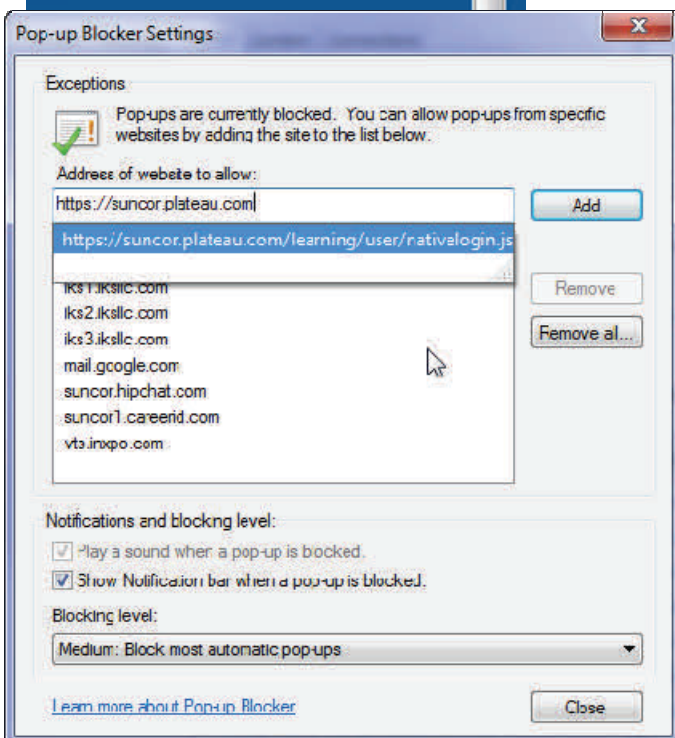 Pop-up Blocker Settings
Exceptions
Pop-ups are currently blocked. You can allow pop-ups from specific
websites by adding the site to the list below.
Address of website to allow:
https://suncor.plateau.com
Add
https://suncor.plateau.com/learning/user/nativelogin.js
iks1.iksllc.com
Remove
iks2.iksllc.com
iks3.iksllc.com
Remove al...
mail.google.com
suncor.hipchat.com
suncor1.careerid.com
vts.inxpo.com
Notifications and blocking level:
Play a sound when a pop-up is blocked.
Show Notification bar when a pop-up is blocked.
Blocking level:
Medium: Block most automatic pop-ups
Learn more about Pop-up Blocker
Close